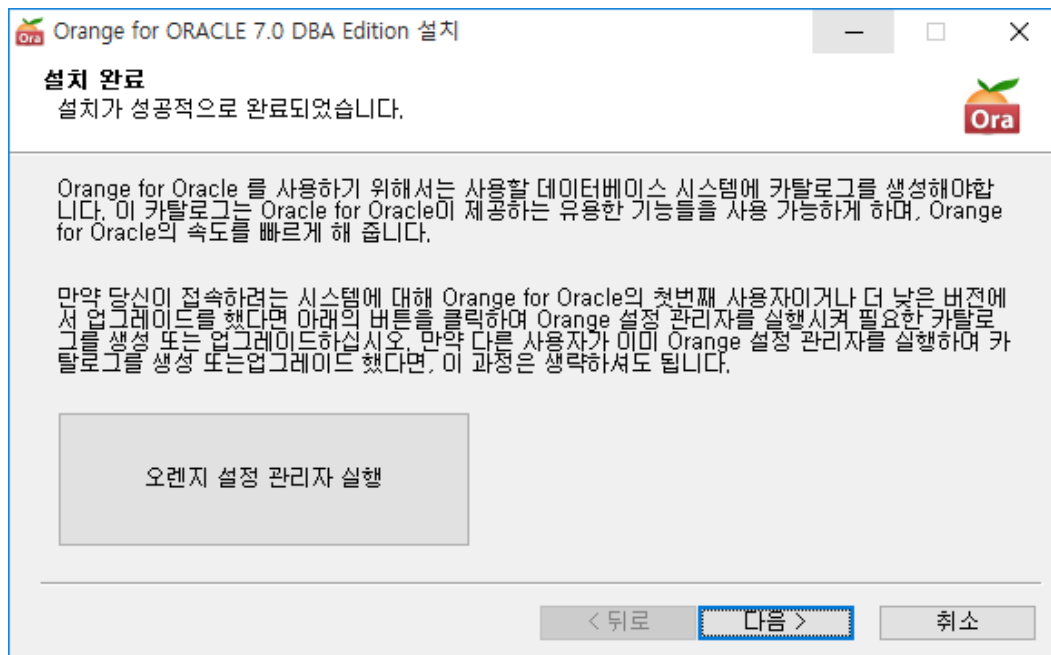 Ora Orange for ORACLE 7.0 DBA Edition 설치
설치 완료
설치가 성공적으로 완료되었습니다.
Ora
Orange for Oracle 를 사용하기 위해서는 사용할 데이터베이스 시스템에 카탈로그를 생성해야합
니다. 이 카탈로그는 Oracle for Oracle이 제공하는 유용한 기능들을 사용 가능하게 하며, Orange
for Oracle의 속도를 빠르게 해 줍니다.
만약 당신이 접속하려는 시스템에 대해 Orange for Oracle의 첫번째 사용자이거나 더 낮은 버전에
서 업그레이드를 했다면 아래의 버튼을 클릭하여 Orange 설정 관리자를 실행시켜 필요한 카탈로
그를 생성 또는 업그레이드하십시오. 만약 다른 사용자가 이미 Orange 설정 관리자를 실행하여 카
탈로그를 생성 또는업그레이드 했다면, 이 과정은 생략하셔도 됩니다.
오렌지 설정 관리자 실행
< 뒤로
다음 >
취소